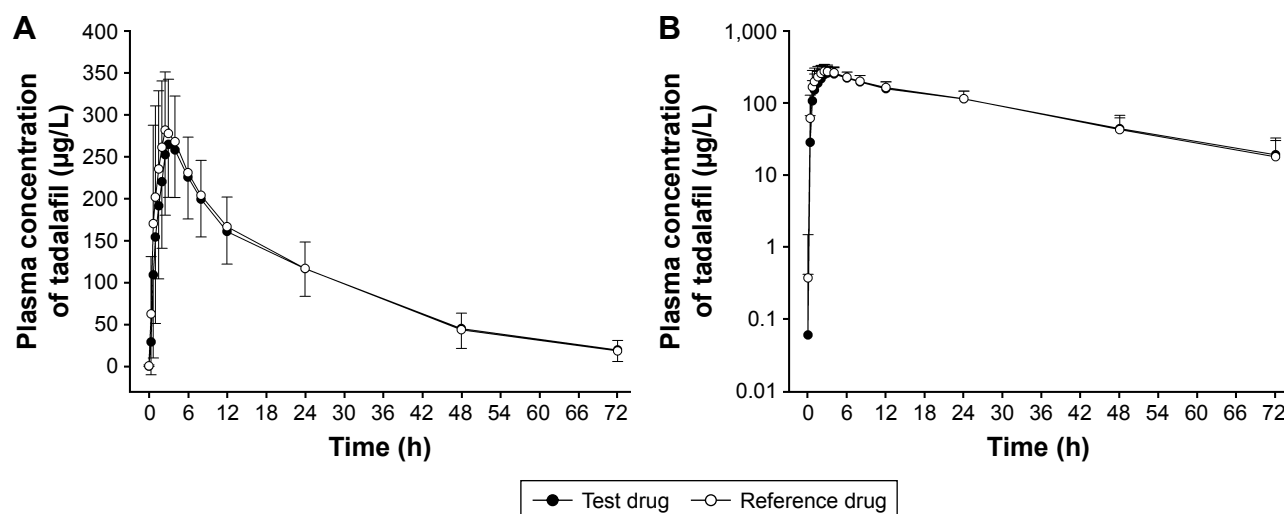 A
Plasma concentration
of tadalafil (µg/L)
400
350
300
250
200
150
100
50
0
0 6 12 18 24 30 36 42 48 54 60 66 72
Time (h)
B
Plasma concentration
of tadalafil (µg/L)
1,000
100
10
1
0.1
0.01
0 6 12 18 24 30 36 42 48 54 60 66 72
Time (h)
Test drug Reference drug